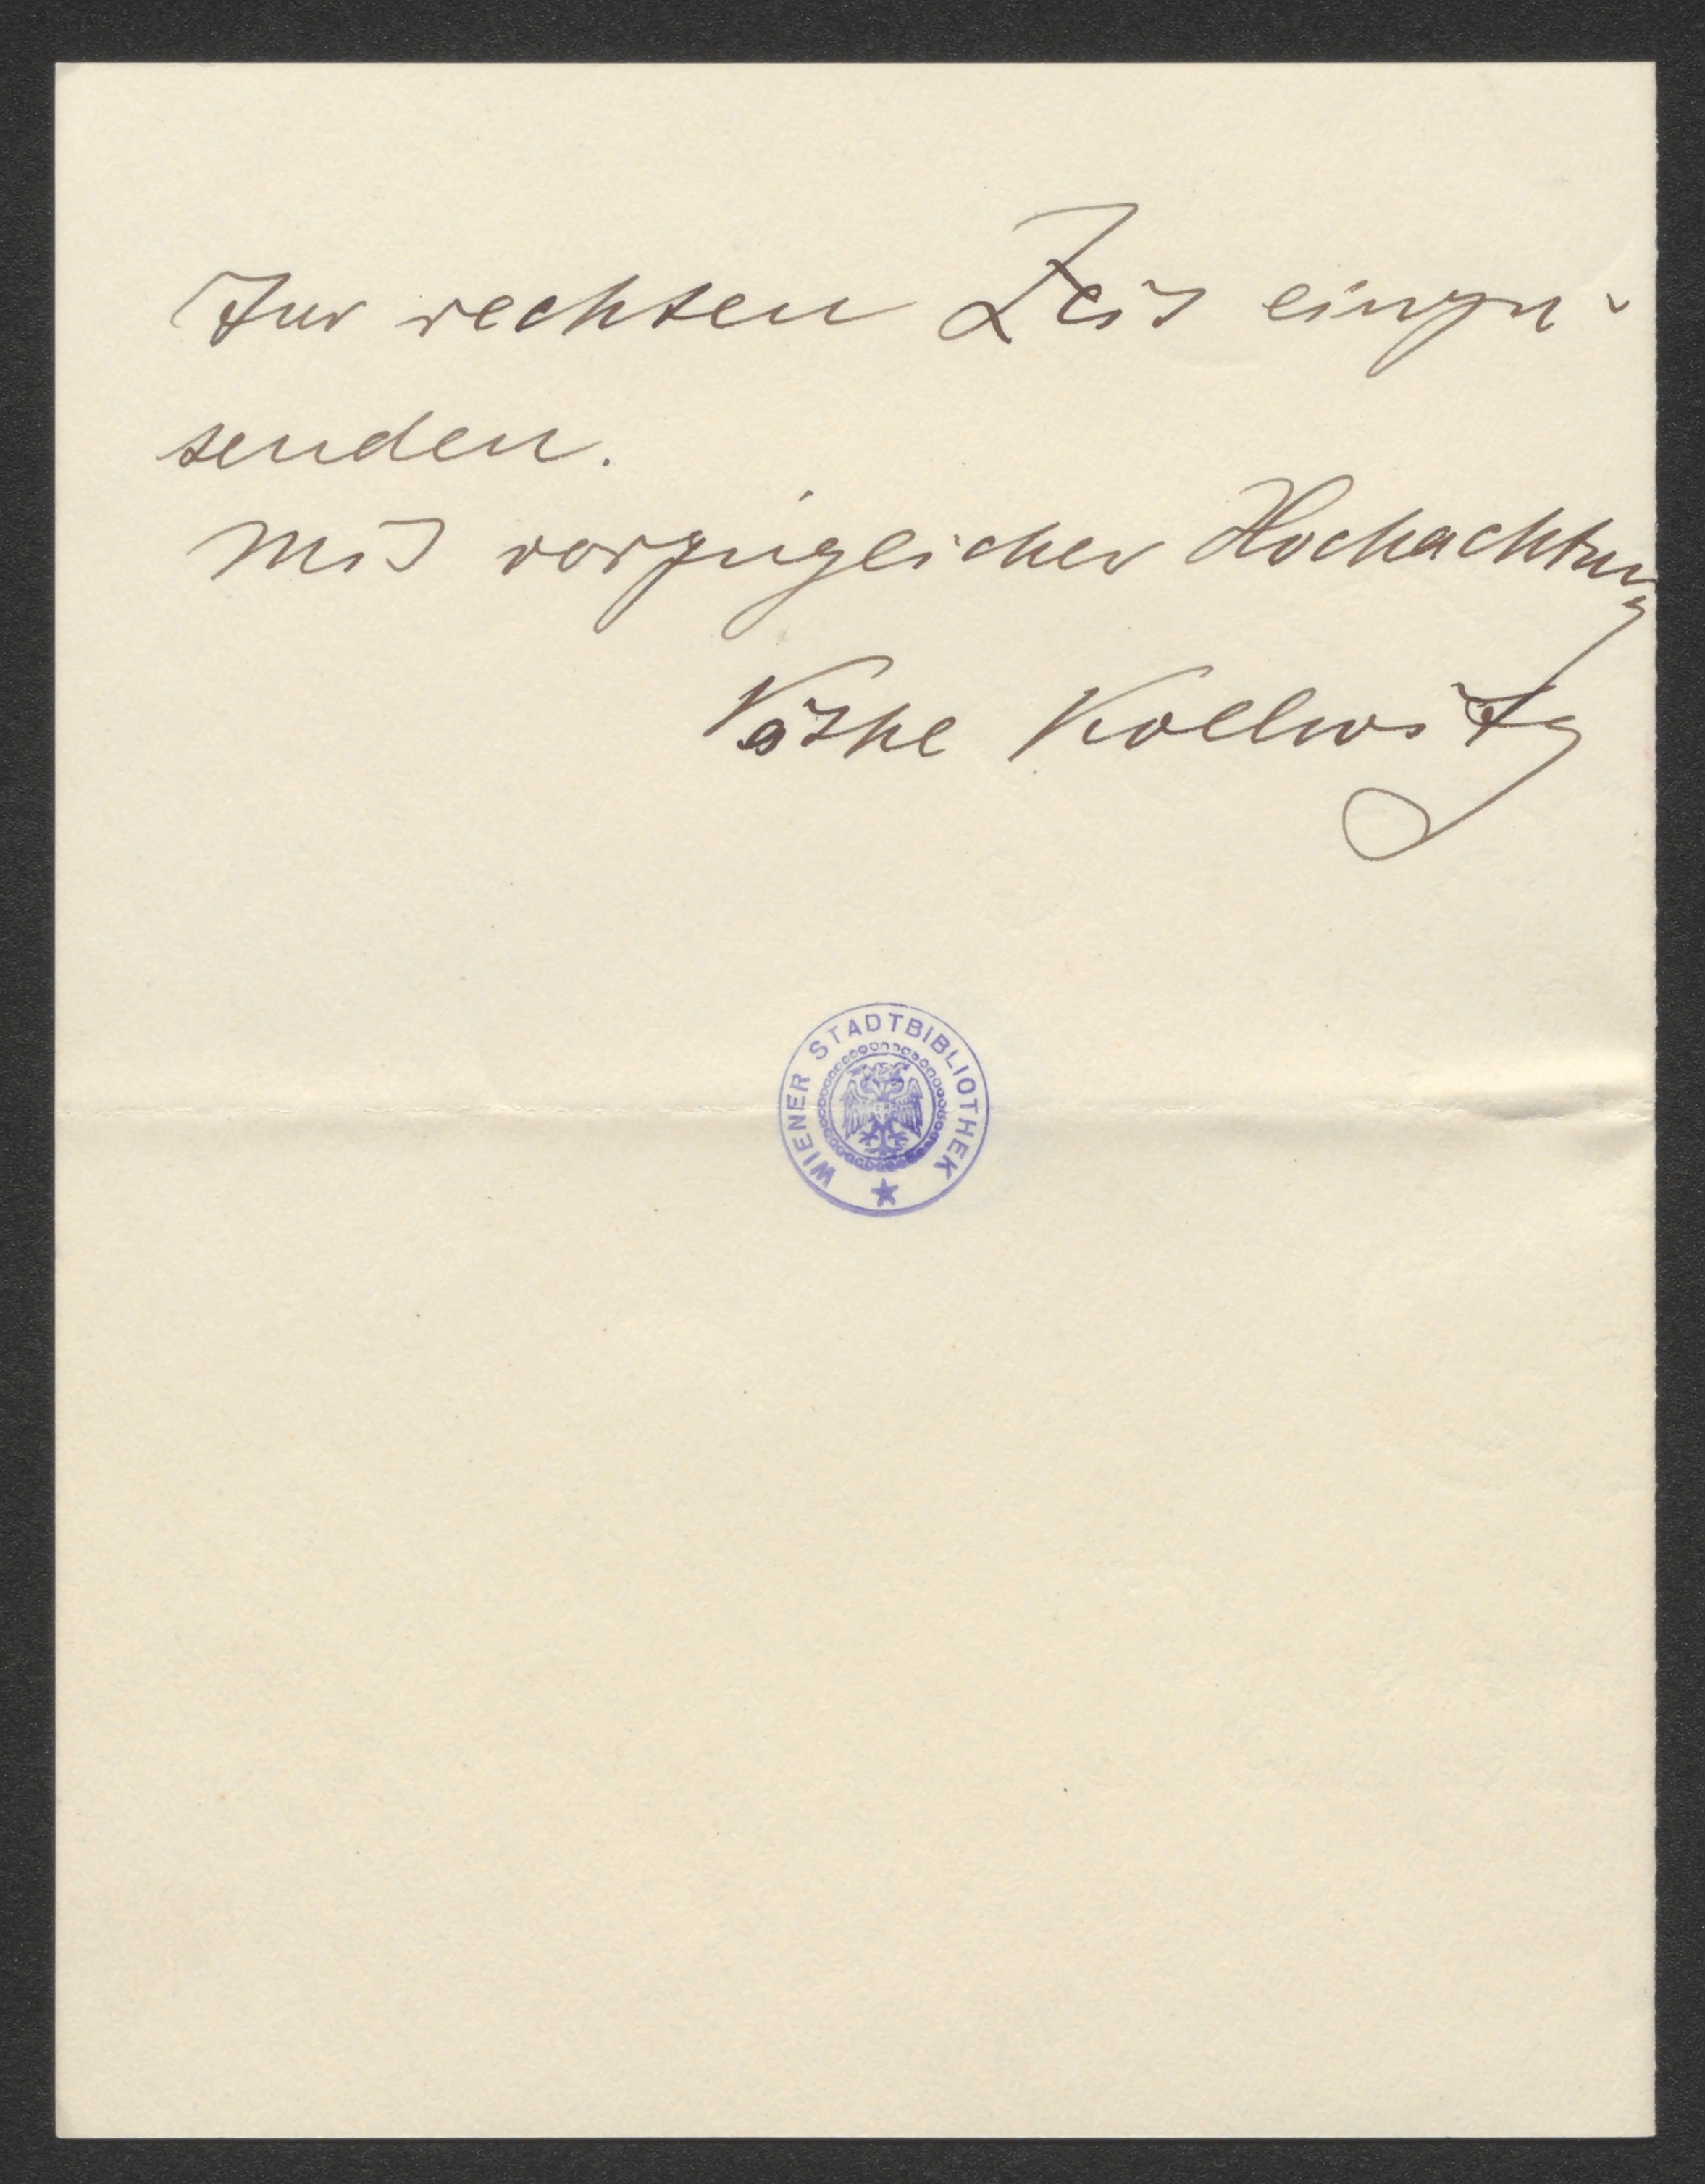 zur rechten Zeit einzu-
senden.
Mit vorzüglicher Hochachtung
Käthe Kollwitz
WIENER STADTBIBLIOTHEK